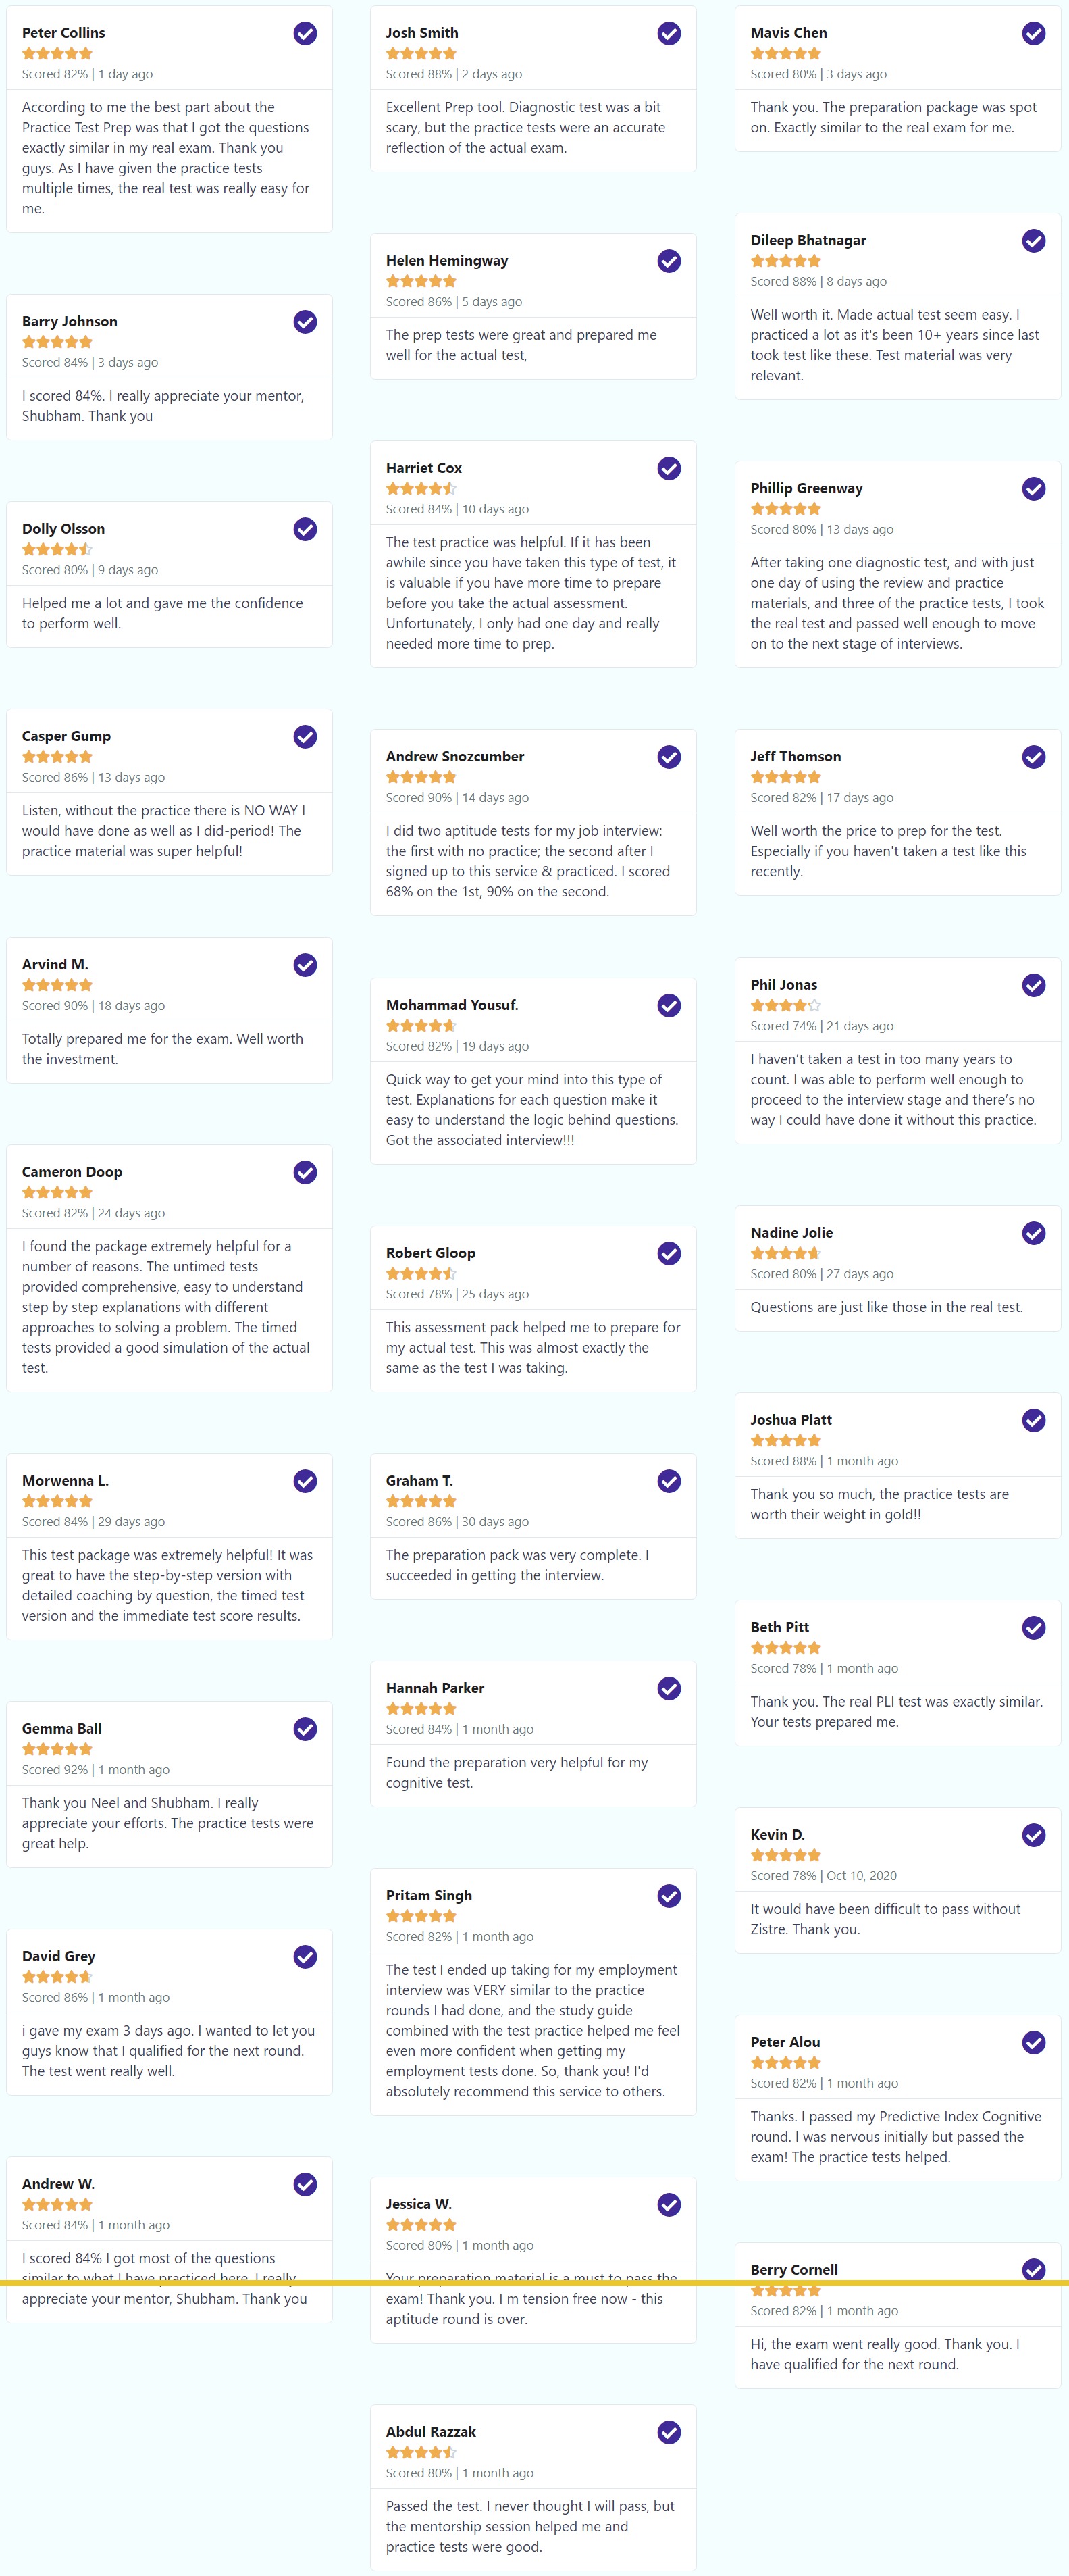 Peter Collins
Scored 82% | 1 day ago
According to me the best part about the
Practice Test Prep was that I got the questions
exactly similar in my real exam. Thank you
guys. As I have given the practice tests
multiple times, the real test was really easy for
me.
Barry Johnson
Scored 84% | 3 days ago
I scored 84%. I really appreciate your mentor,
Shubham. Thank you
Dolly Olsson
Scored 80% | 9 days ago
Helped me a lot and gave me the confidence
to perform well.
Casper Gump
Scored 86% | 13 days ago
Listen, without the practice there is NO WAY I
would have done as well as I did-period! The
practice material was super helpful!
Arvind M.
Scored 90% | 18 days ago
Totally prepared me for the exam. Well worth
the investment.
Cameron Doop
Scored 82% | 24 days ago
I found the package extremely helpful for a
number of reasons. The untimed tests
provided comprehensive, easy to understand
step by step explanations with different
approaches to solving a problem. The timed
tests provided a good simulation of the actual
test.
Morwenna L.
Scored 84% | 29 days ago
This test package was extremely helpful! It was
great to have the step-by-step version with
detailed coaching by question, the timed test
version and the immediate test score results.
Gemma Ball
Scored 92% | 1 month ago
Thank you Neel and Shubham. I really
appreciate your efforts. The practice tests were
great help.
David Grey
Scored 86% | 1 month ago
i gave my exam 3 days ago. I wanted to let you
guys know that I qualified for the next round.
The test went really well.
Andrew W.
Scored 84% | 1 month ago
I scored 84% I got most of the questions
similar to what I have practiced here. I really
appreciate your mentor, Shubham. Thank you
Josh Smith
Scored 88% | 2 days ago
Excellent Prep tool. Diagnostic test was a bit
scary, but the practice tests were an accurate
reflection of the actual exam.
Helen Hemingway
Scored 86% | 5 days ago
The prep tests were great and prepared me
well for the actual test,
Harriet Cox
Scored 84% | 10 days ago
The test practice was helpful. If it has been
awhile since you have taken this type of test, it
is valuable if you have more time to prepare
before you take the actual assessment.
Unfortunately, I only had one day and really
needed more time to prep.
Andrew Snozcumber
Scored 90% | 14 days ago
I did two aptitude tests for my job interview:
the first with no practice; the second after I
signed up to this service & practiced. I scored
68% on the 1st, 90% on the second.
Mohammad Yousuf.
Scored 82% | 19 days ago
Quick way to get your mind into this type of
test. Explanations for each question make it
easy to understand the logic behind questions.
Got the associated interview!!!
Robert Gloop
Scored 78% | 25 days ago
This assessment pack helped me to prepare for
my actual test. This was almost exactly the
same as the test I was taking.
Graham T.
Scored 86% | 30 days ago
The preparation pack was very complete. I
succeeded in getting the interview.
Hannah Parker
Scored 84% | 1 month ago
Found the preparation very helpful for my
cognitive test.
Pritam Singh
Scored 82% | 1 month ago
The test I ended up taking for my employment
interview was VERY similar to the practice
rounds I had done, and the study guide
combined with the test practice helped me feel
even more confident when getting my
employment tests done. So, thank you! I'd
absolutely recommend this service to others.
Jessica W.
Scored 80% | 1 month ago
Your preparation material is a must to pass the
exam! Thank you. I m tension free now - this
aptitude round is over.
Abdul Razzak
Scored 80% | 1 month ago
Passed the test. I never thought I will pass, but
the mentorship session helped me and
practice tests were good.
Mavis Chen
Scored 80% | 3 days ago
Thank you. The preparation package was spot
on. Exactly similar to the real exam for me.
Dileep Bhatnagar
Scored 88% | 8 days ago
Well worth it. Made actual test seem easy. I
practiced a lot as it's been 10+ years since last
took test like these. Test material was very
relevant.
Phillip Greenway
Scored 80% | 13 days ago
After taking one diagnostic test, and with just
one day of using the review and practice
materials, and three of the practice tests, I took
the real test and passed well enough to move
on to the next stage of interviews.
Jeff Thomson
Scored 82% | 17 days ago
Well worth the price to prep for the test.
Especially if you haven't taken a test like this
recently.
Phil Jonas
Scored 74% | 21 days ago
I haven’t taken a test in too many years to
count. I was able to perform well enough to
proceed to the interview stage and there’s no
way I could have done it without this practice.
Nadine Jolie
Scored 80% | 27 days ago
Questions are just like those in the real test.
Joshua Platt
Scored 88% | 1 month ago
Thank you so much, the practice tests are
worth their weight in gold!!
Beth Pitt
Scored 78% | 1 month ago
Thank you. The real PLI test was exactly similar.
Your tests prepared me.
Kevin D.
Scored 78% | Oct 10, 2020
It would have been difficult to pass without
Zistre. Thank you.
Peter Alou
Scored 82% | 1 month ago
Thanks. I passed my Predictive Index Cognitive
round. I was nervous initially but passed the
exam! The practice tests helped.
Berry Cornell
Scored 82% | 1 month ago
Hi, the exam went really good. Thank you. I
have qualified for the next round.